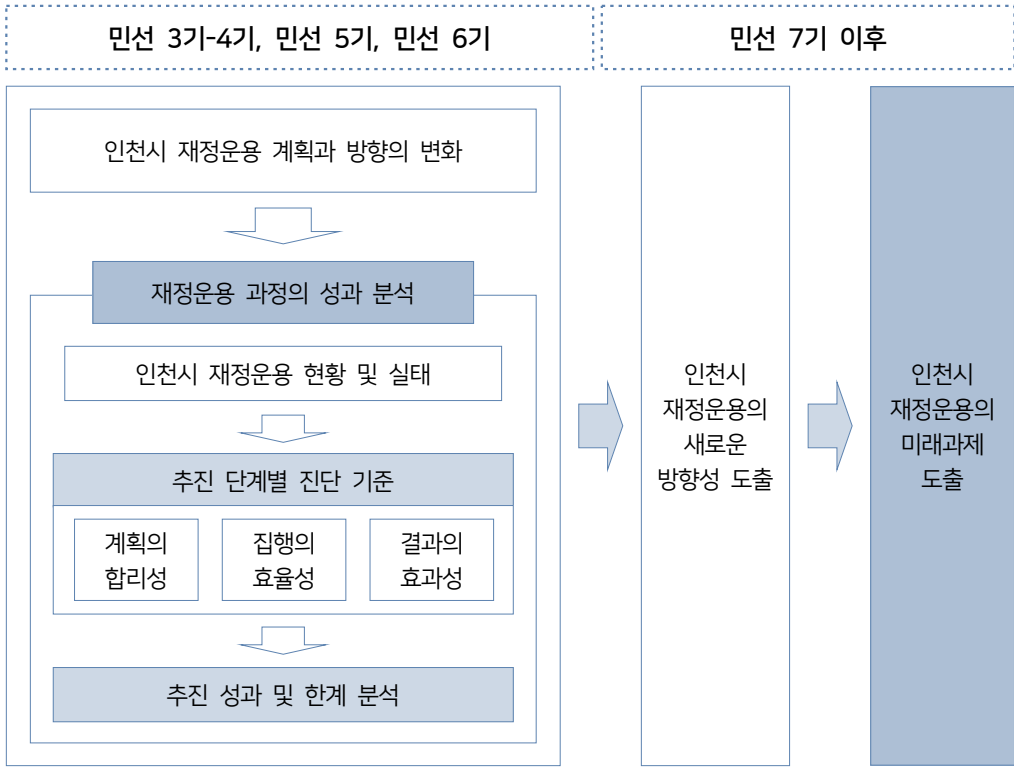 민선 3기-4기, 민선 5기, 민선 6기
민선 7기 이후
인천시 재정운용 계획과 방향의 변화
재정운용 과정의 성과 분석
인천시 재정운용 현황 및 실태
추진 단계별 진단 기준
계획의
합리성
집행의
효율성
결과의
효과성
추진 성과 및 한계 분석
인천시
재정운용의
새로운
방향성 도출
인천시
재정운용의
미래과제
도출